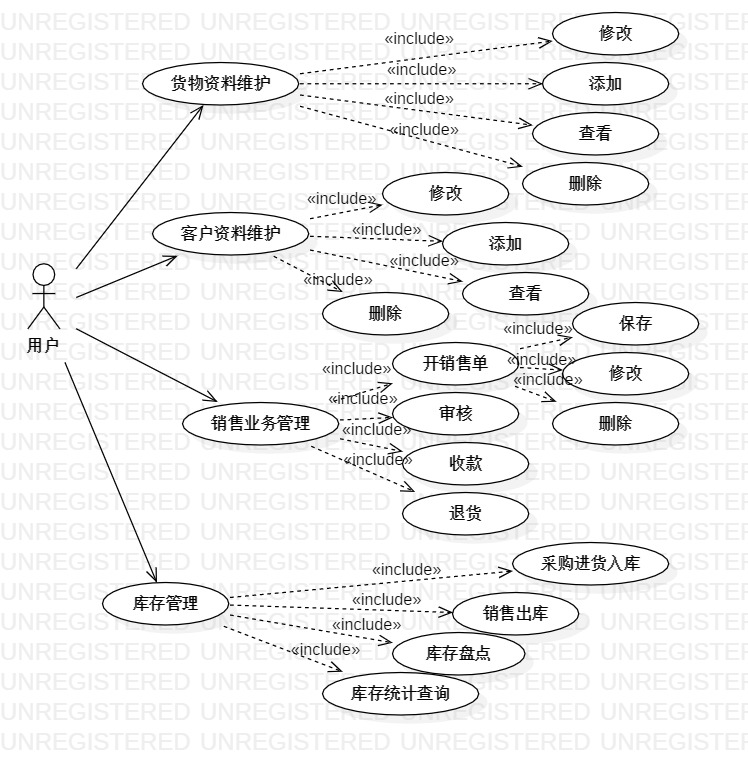 UNREGISTERED UNREGISTERED UNREGISTERED UNREGISTERED
«include»
修改
货物资料维护
«include»
添加
«include»
查看
«include»
删除
«include»
修改
客户资料维护
«include»
添加
«include»
查看
«include»
删除
用户
«include»
保存
开销售单
«include»
修改
«include»
删除
«include»
销售业务管理
«include»
审核
«include»
收款
«include»
退货
«include»
采购进货入库
库存管理
«include»
销售出库
«include»
库存盘点
«include»
库存统计查询